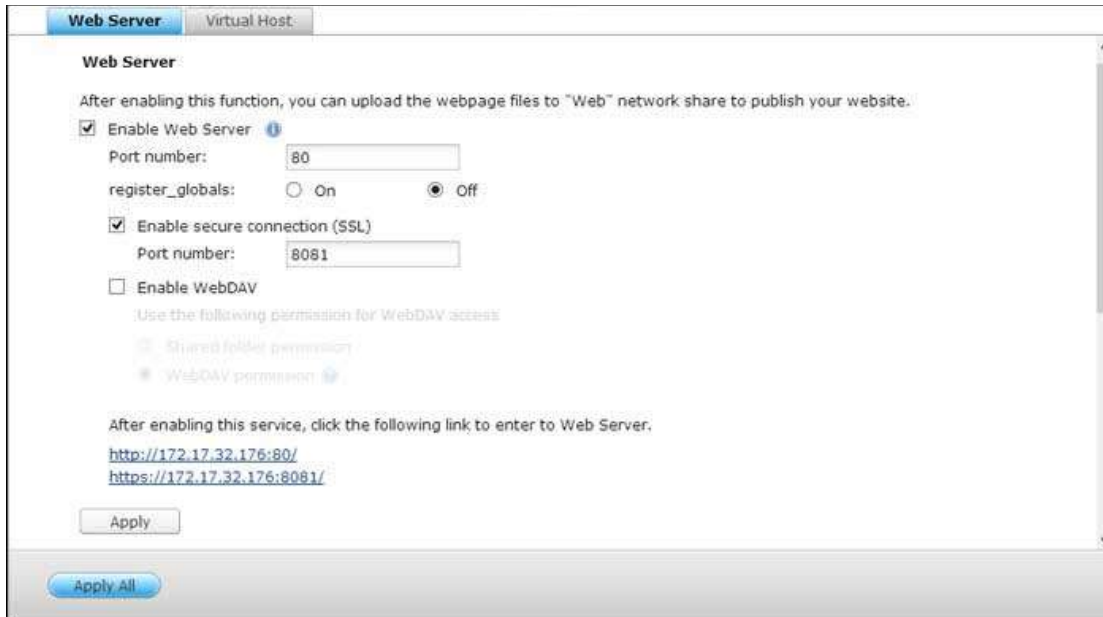 Web Server
Virtual Host
Web Server
After enabling this function, you can upload the webpage files to "Web" network share to publish your website.
Enable Web Server
Port number: 80
register_globals: On Off
Enable secure connection (SSL)
Port number: 8081
Enable WebDAV
Use the following permission for WebDAV access
Shared folder permission
WebDAV permission
After enabling this service, click the following link to enter to Web Server.
http://172.17.32.176:80/
https://172.17.32.176:8081/
Apply
Apply All